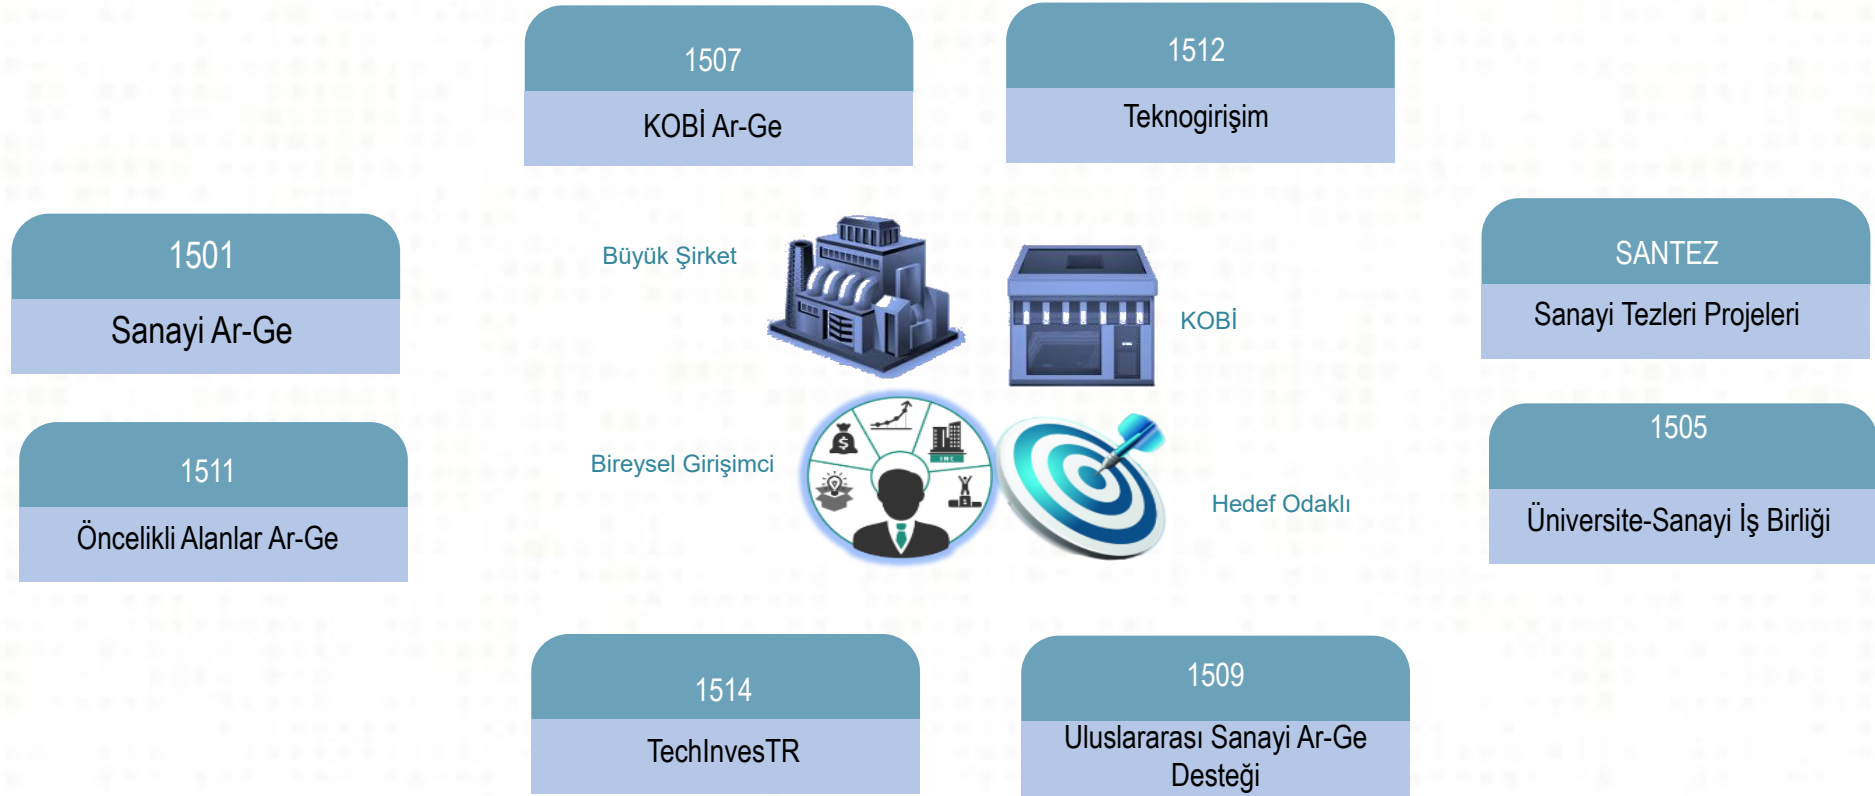 1507
KOBİ Ar-Ge
1512
Teknogirişim
1501
Sanayi Ar-Ge
Büyük Şirket
KOBİ
SANTEZ
Sanayi Tezleri Projeleri
1511
Öncelikli Alanlar Ar-Ge
Bireysel Girişimci
INC
1
Hedef Odaklı
1505
Üniversite-Sanayi İş Birliği
1514
TechInvesTR
1509
Uluslararası Sanayi Ar-Ge
Desteği